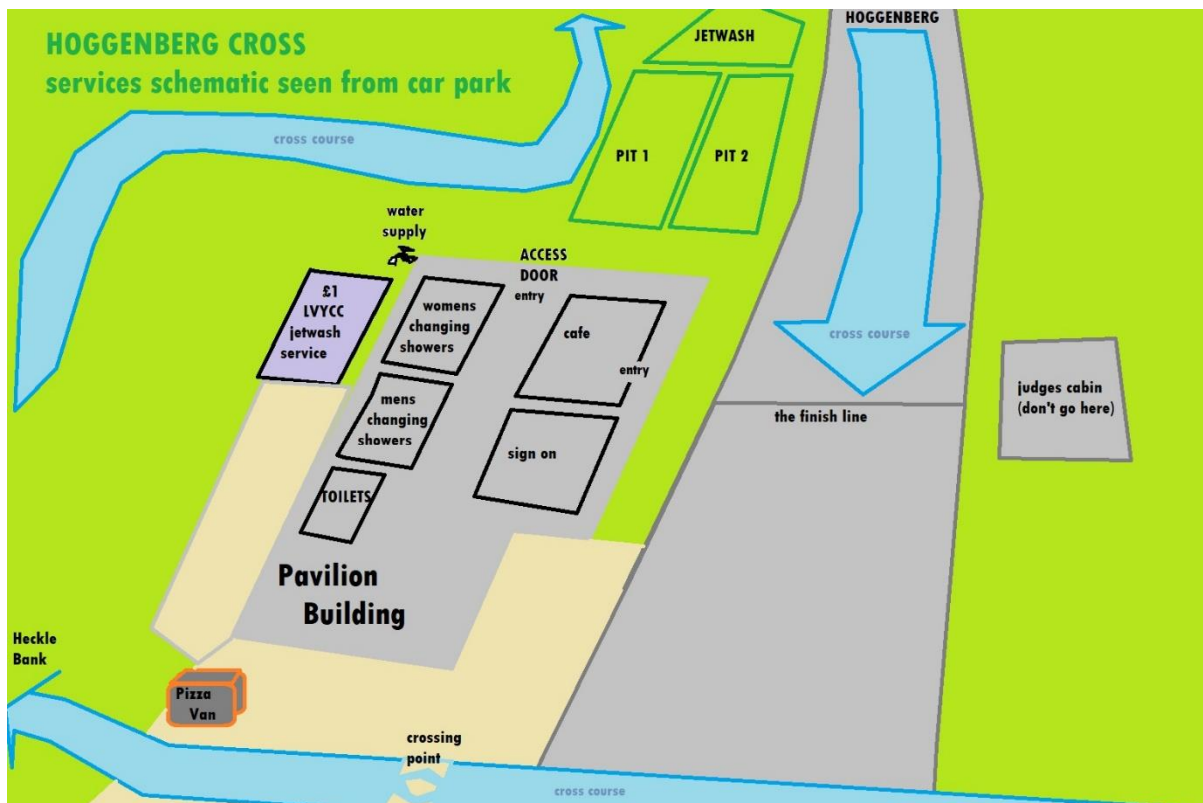 HOGGENBERG CROSS
services schematic seen from car park
HOGGENBERG
JETWASH
cross course
PIT 1
PIT 2
water
supply
ACCESS
DOOR
entry
£1
LVYCC
jetwash
service
womens
changing
showers
cafe
entry
cross course
mens
changing
showers
sign on
the finish line
judges cabin
(don't go here)
TOILETS
Pavilion
Building
Heckle
Bank
Pizza
Van
crossing
point
cross course